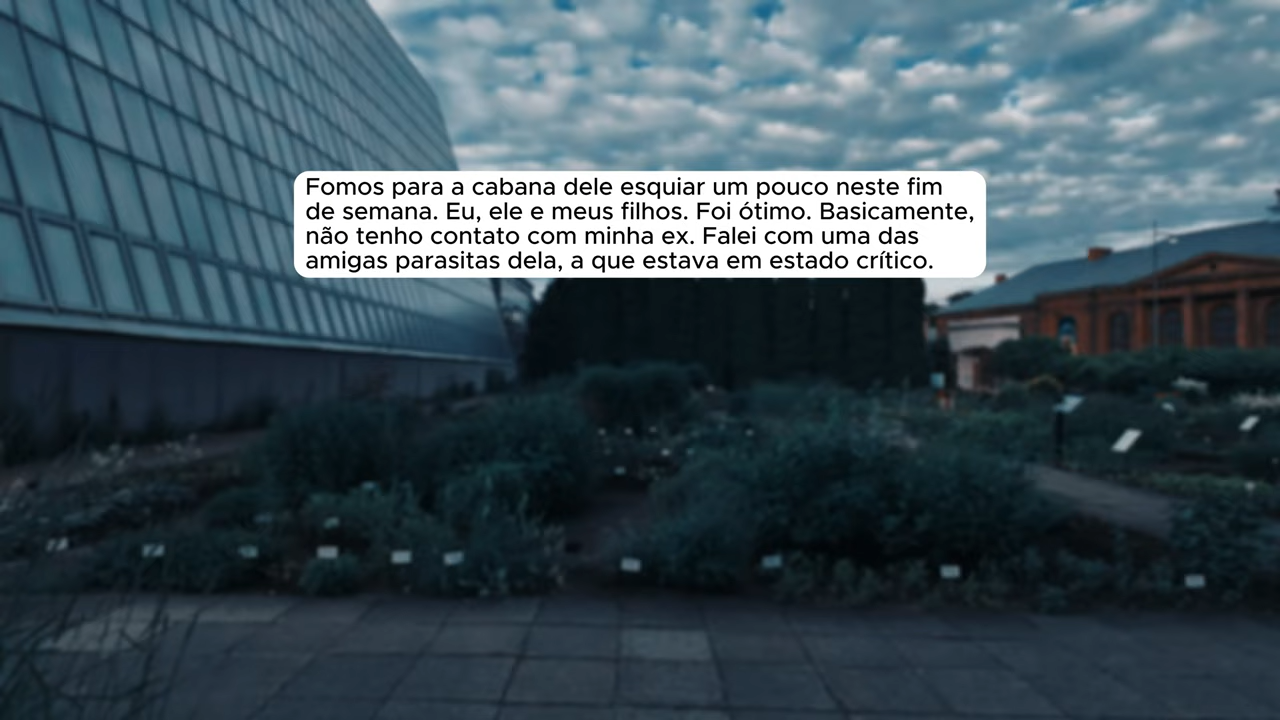 Fomos para a cabana dele esquiar um pouco neste fim
de semana. Eu, ele e meus filhos. Foi ótimo. Basicamente,
não tenho contato com minha ex. Falei com uma das
amigas parasitas dela, a que estava em estado crítico.